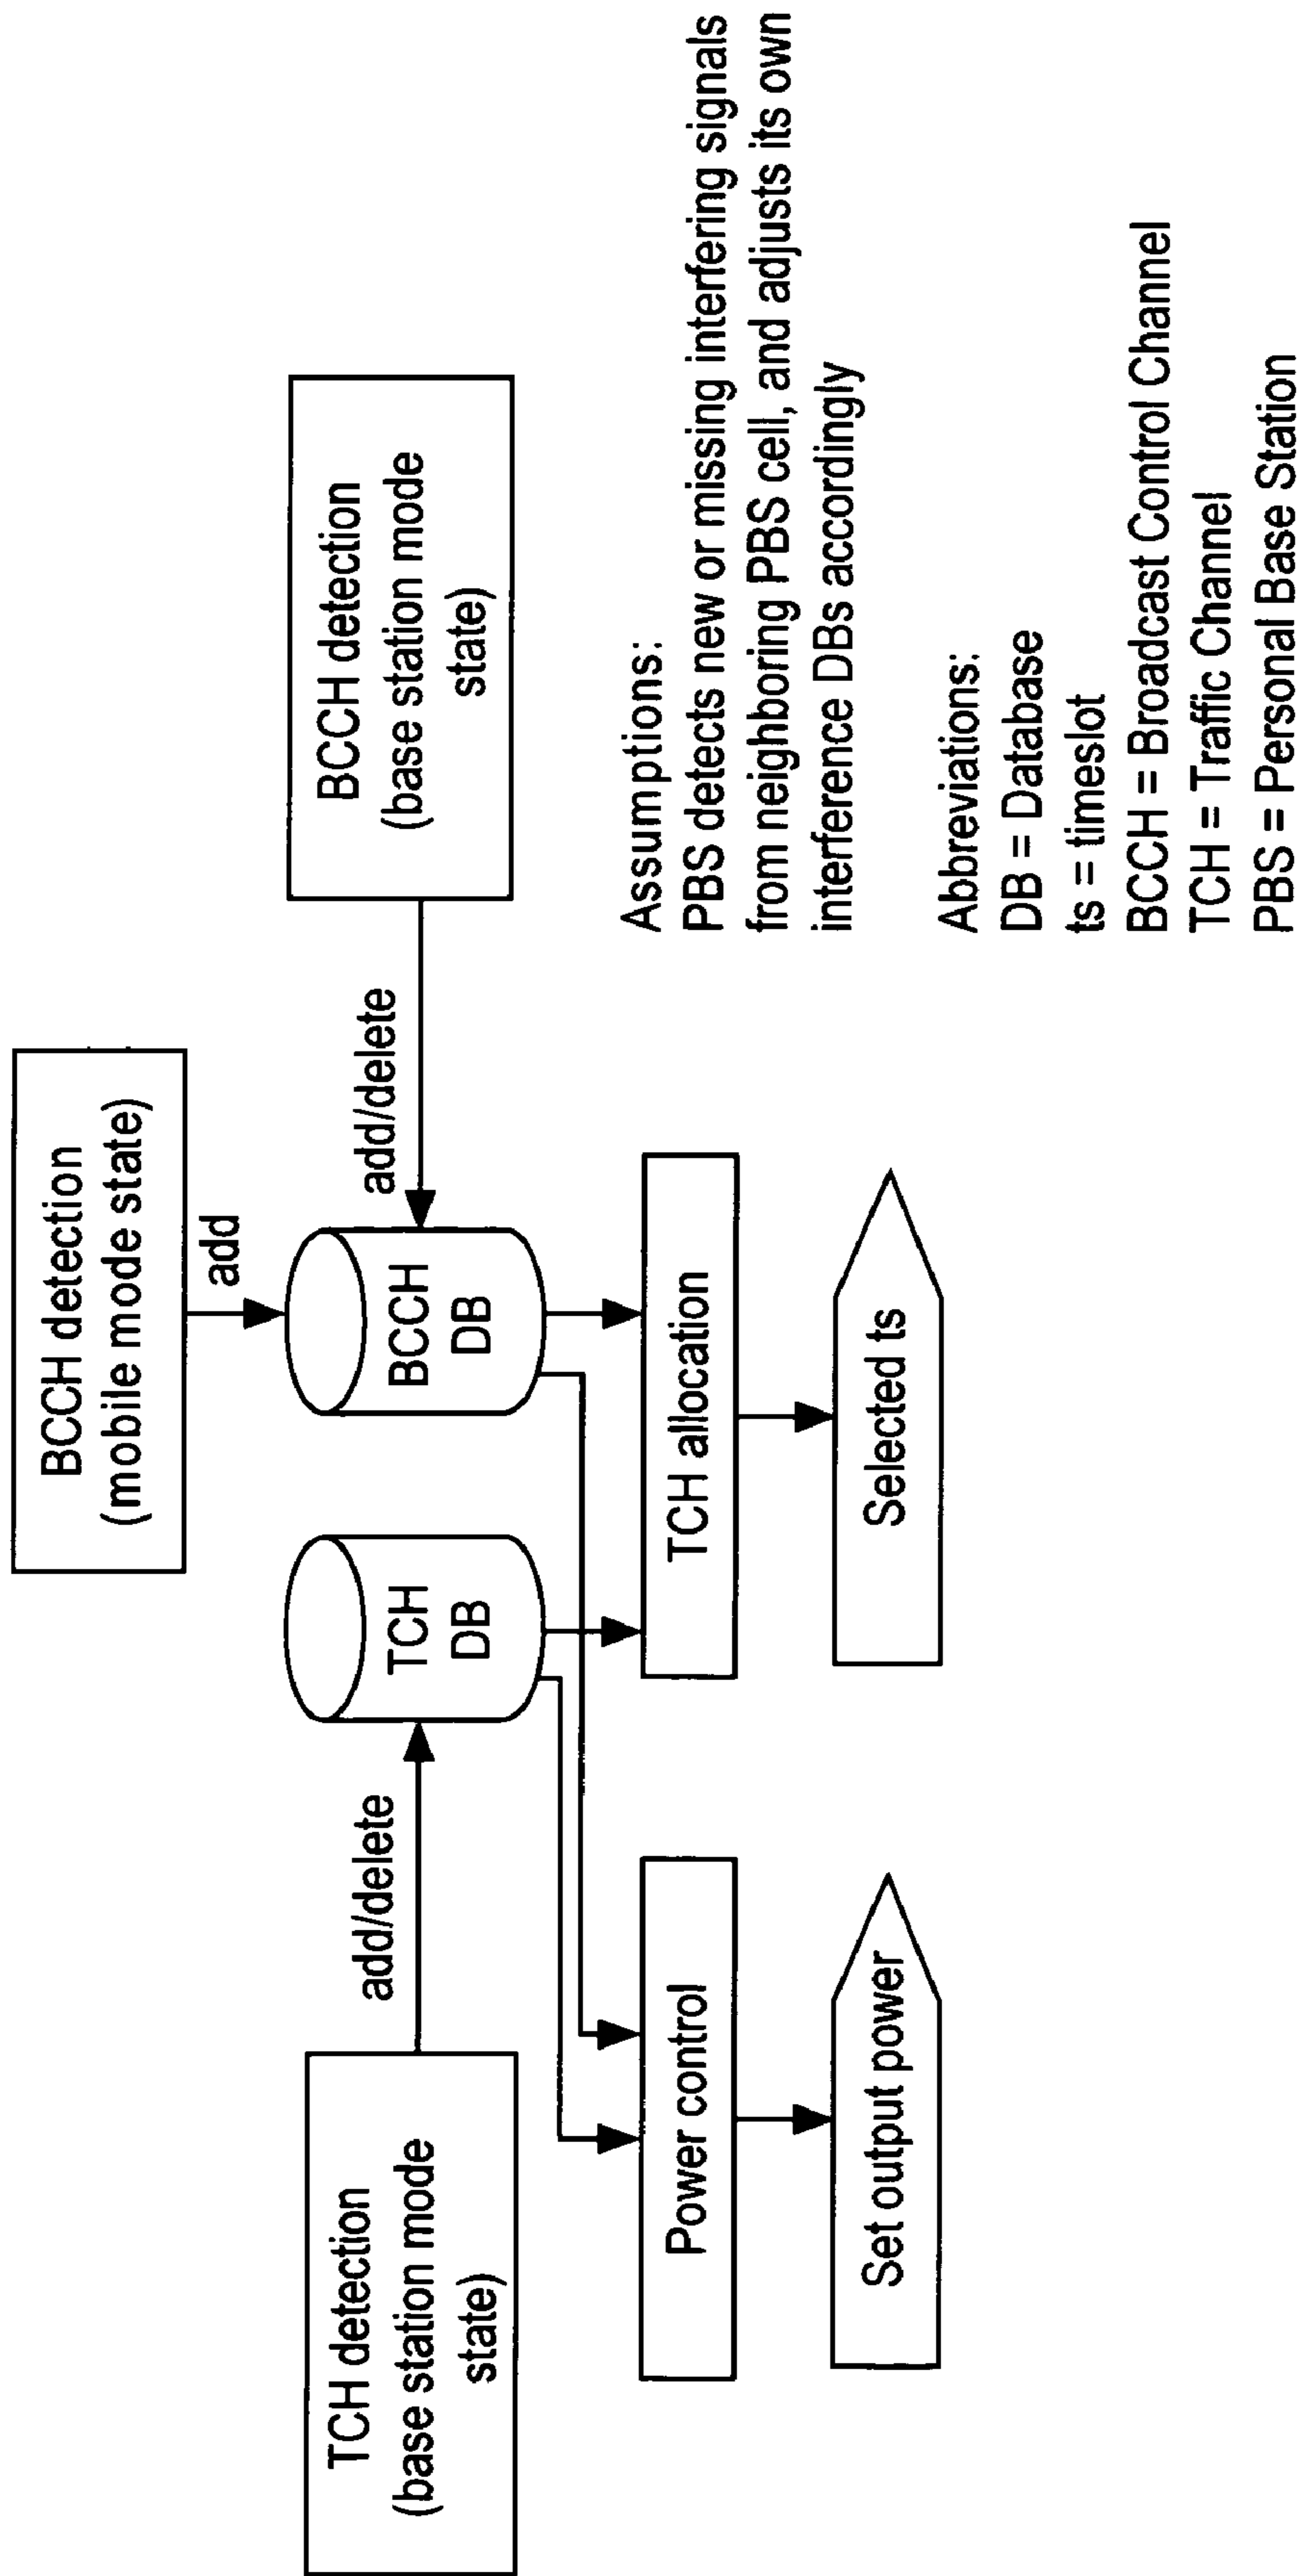 BCCH detection
(mobile mode state)
add
TCH detection
(base station mode
state)
add/delete
TCH
DB
BCCH
DB
add/delete
BCCH detection
(base station mode
state)
Power control
TCH allocation
Set output power
Selected ts
Assumptions:
PBS detects new or missing interfering signals
from neighboring PBS cell, and adjusts its own
interference DBs accordingly
Abbreviations:
DB = Database
ts = timeslot
BCCH = Broadcast Control Channel
TCH = Traffic Channel
PBS = Personal Base Station